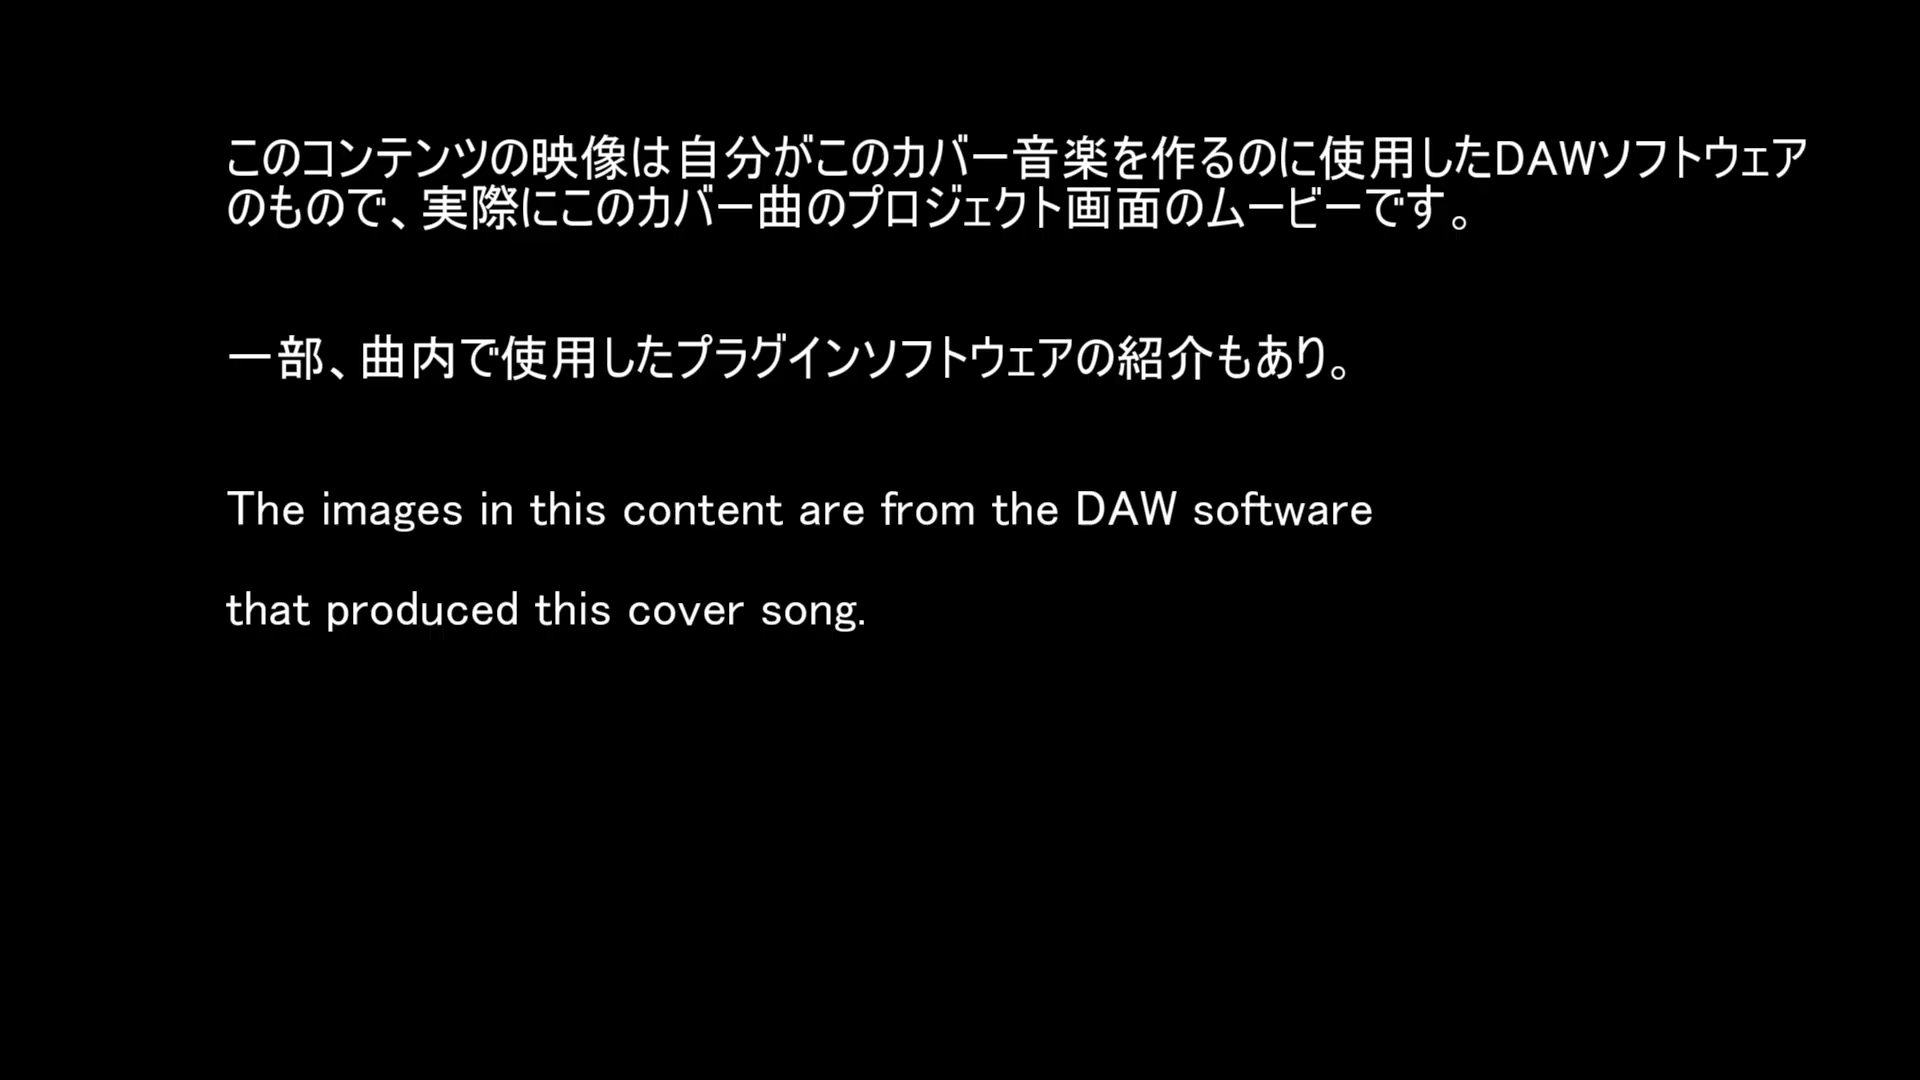 このコンテンツの映像は自分がこのカバー音楽を作るのに使用したDAWソフトウェア
のもので、実際にこのカバー曲のプロジェクト画面のムービーです。
一部、曲内で使用したプラグインソフトウェアの紹介もあり。
The images in this content are from the DAW software
that produced this cover song.